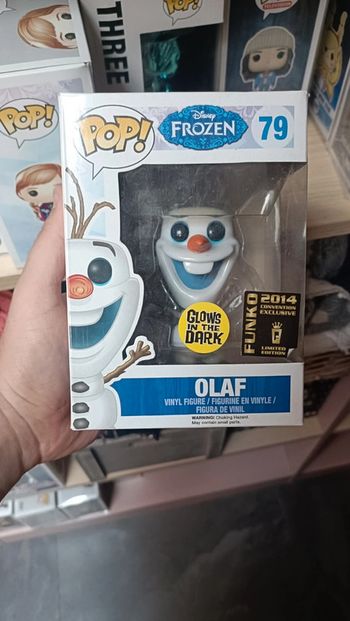 POP!
TELEVISION
THREE
POP!
POP!
Disney
FROZEN
79
GLOWS
IN THE
DARK
FUNKO
2014
CONVENTION
EXCLUSIVE
LIMITED
EDITION
OLAF
VINYL FIGURE / FIGURINE EN VINYLE /
FIGURA DE VINIL
WARNING: Choking Hazard.
May contain small parts.